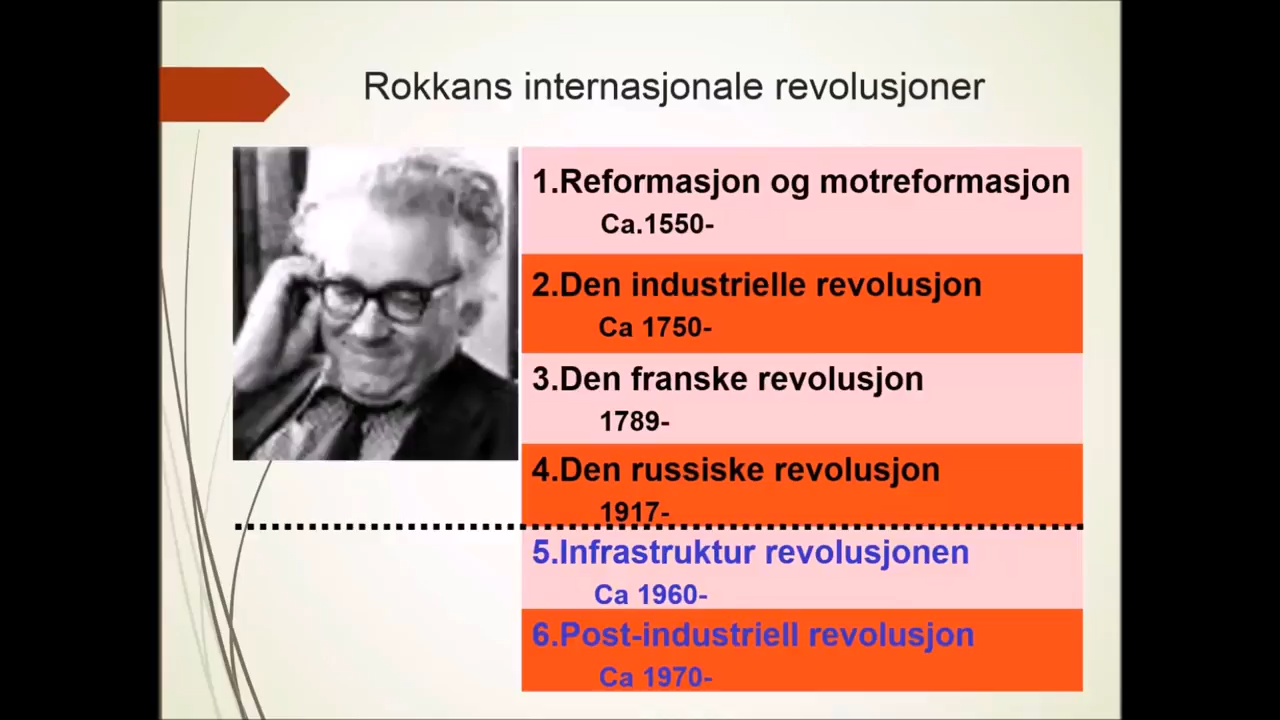 Rokkans internasjonale revolusjoner
1.Reformasjon og motreformasjon
Ca.1550-
2.Den industrielle revolusjon
Ca 1750-
3.Den franske revolusjon
1789-
4.Den russiske revolusjon
1917-
5.Infrastruktur revolusjonen
Ca 1960-
6.Post-industriell revolusjon
Ca 1970-